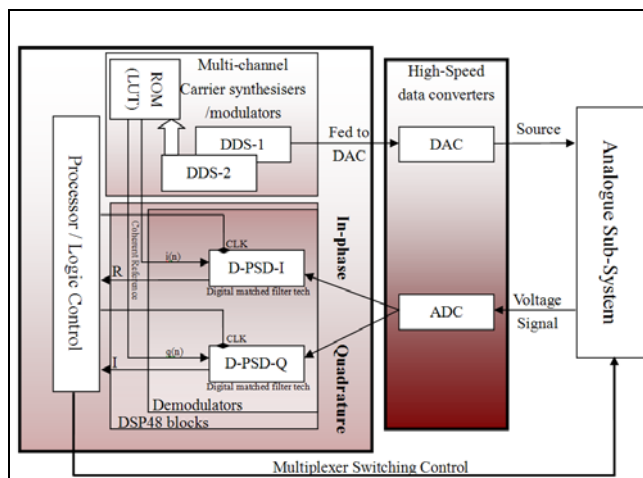 Multi-channel
Carrier synthesisers
/modulators
ROM
(LUT)
DDS-1
DDS-2
Fed to
DAC
High-Speed
data converters
DAC
Source
Analogue Sub-System
Processor / Logic Control
Coherent Reference
In-phase
CLK
i(n)
D-PSD-I
R
Digital matched filter tech
ADC
Voltage
Signal
CLK
q(n)
D-PSD-Q
I
Digital matched filter tech
Quadrature
Demodulators
DSP48 blocks
Multiplexer Switching Control